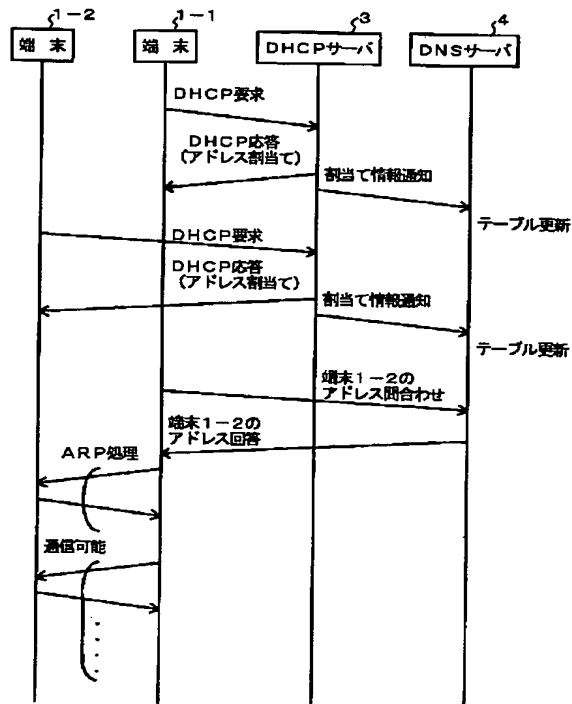 1-2
1-1
3
4
端末
端末
DHCPサーバ
DNSサーバ
DHCP要求
DHCP応答
(アドレス割当て)
割当て情報通知
テーブル更新
DHCP要求
DHCP応答
(アドレス割当て)
割当て情報通知
テーブル更新
端末1-2の
アドレス問合わせ
端末1-2の
アドレス回答
ARP処理
通信可能